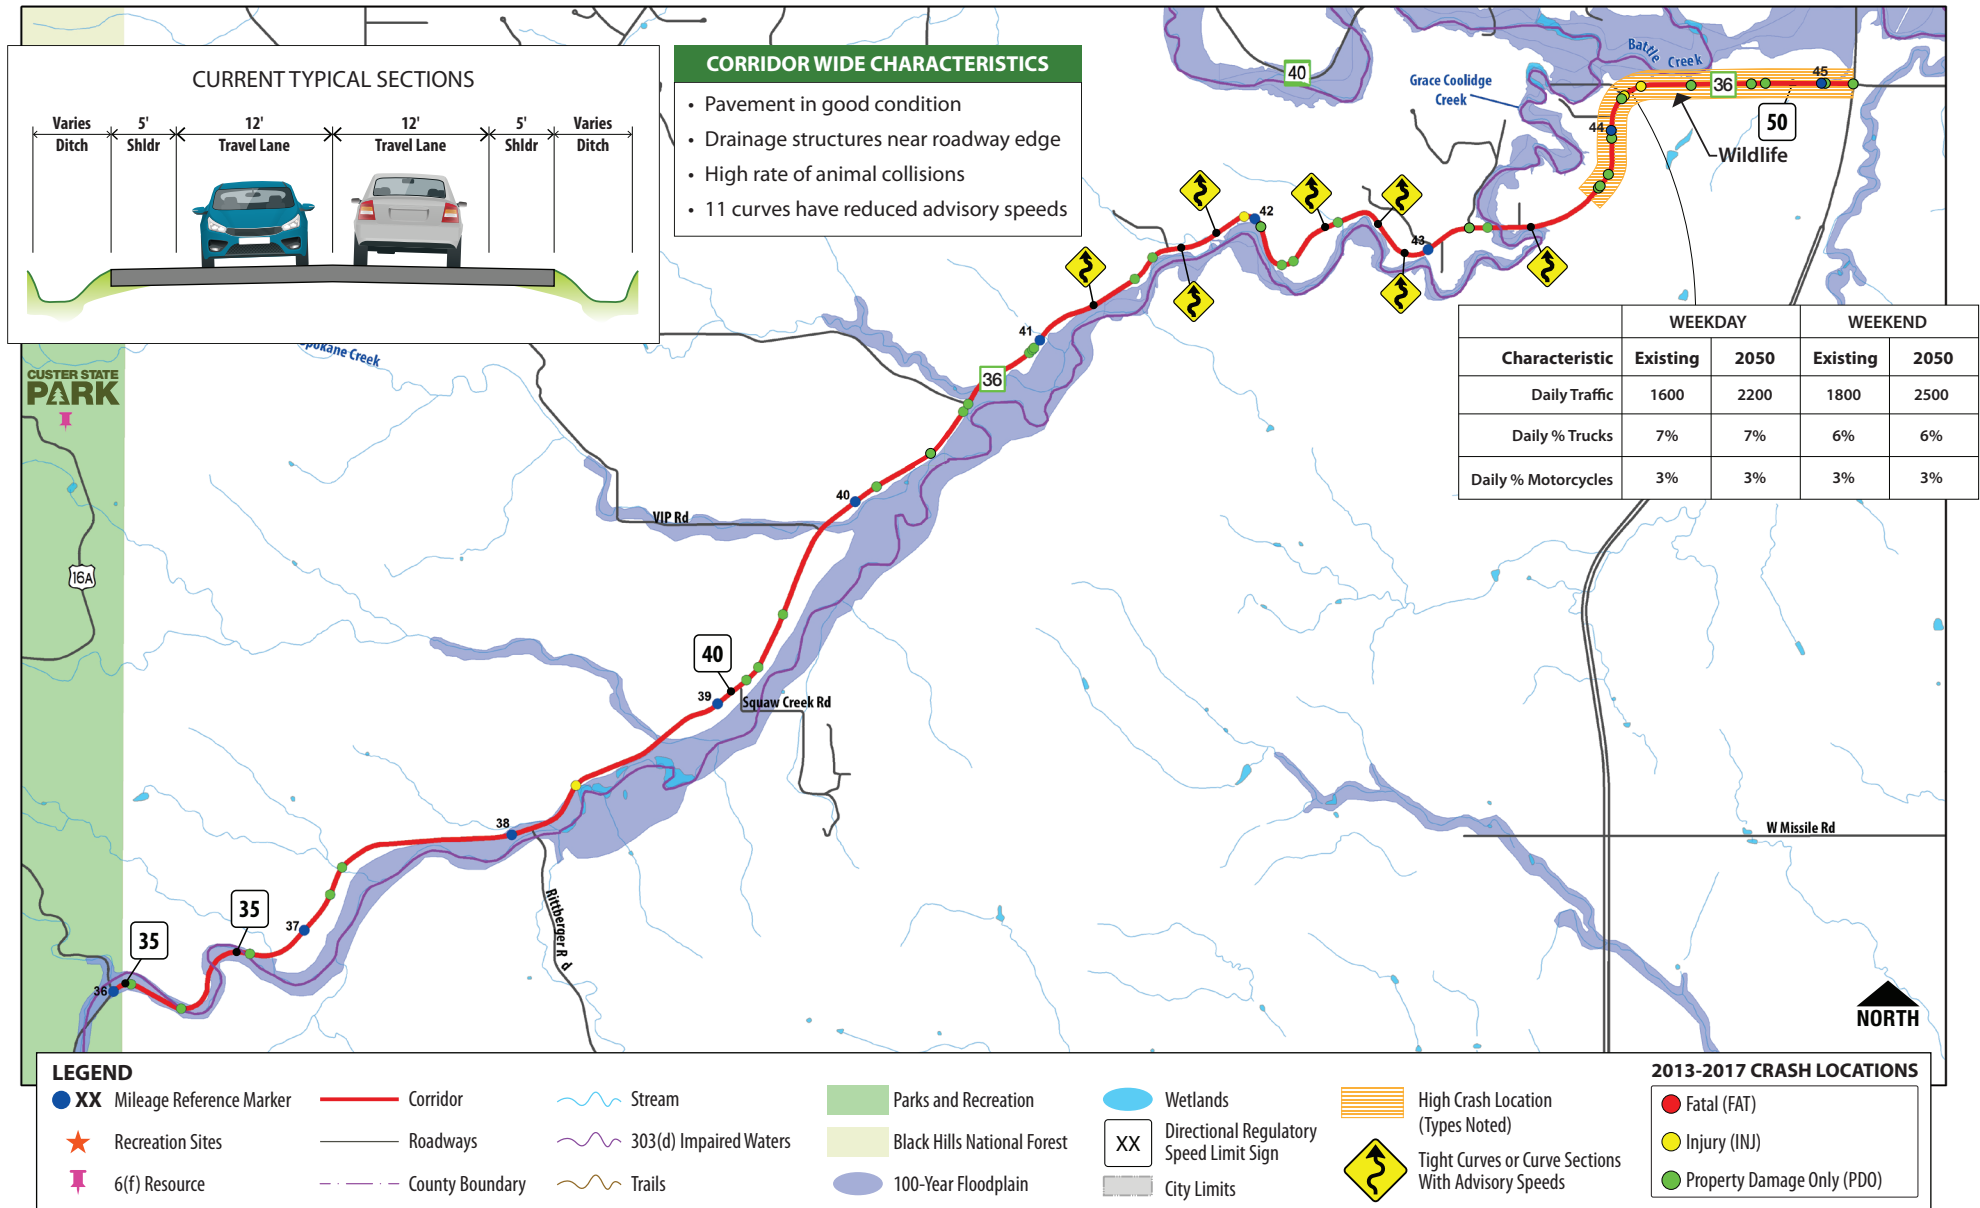 CURRENT TYPICAL SECTIONS
Varies
Ditch
5'
Shldr
12'
Travel Lane
12'
Travel Lane
5'
Shldr
Varies
Ditch
CORRIDOR WIDE CHARACTERISTICS
• Pavement in good condition
• Drainage structures near roadway edge
• High rate of animal collisions
• 11 curves have reduced advisory speeds
40
Battle
Creek
Grace Coolidge
Creek
36
45
50
44
Wildlife
42
43
41
36
Spokane Creek
CUSTER STATE
PARK
16A
40
VIP Rd
40
39
Squaw Creek Rd
38
Rittberger Rd
37
35
35
36
W Missile Rd
NORTH
WEEKDAY WEEKEND
Characteristic Existing 2050 Existing 2050
Daily Traffic 1600 2200 1800 2500
Daily % Trucks 7% 7% 6% 6%
Daily % Motorcycles 3% 3% 3% 3%
LEGEND
XX Mileage Reference Marker
Recreation Sites
6(f) Resource
Corridor
Roadways
County Boundary
Stream
303(d) Impaired Waters
Trails
Parks and Recreation
Black Hills National Forest
100-Year Floodplain
Wetlands
XX
Directional Regulatory
Speed Limit Sign
City Limits
High Crash Location
(Types Noted)
Tight Curves or Curve Sections
With Advisory Speeds
2013-2017 CRASH LOCATIONS
Fatal (FAT)
Injury (INJ)
Property Damage Only (PDO)